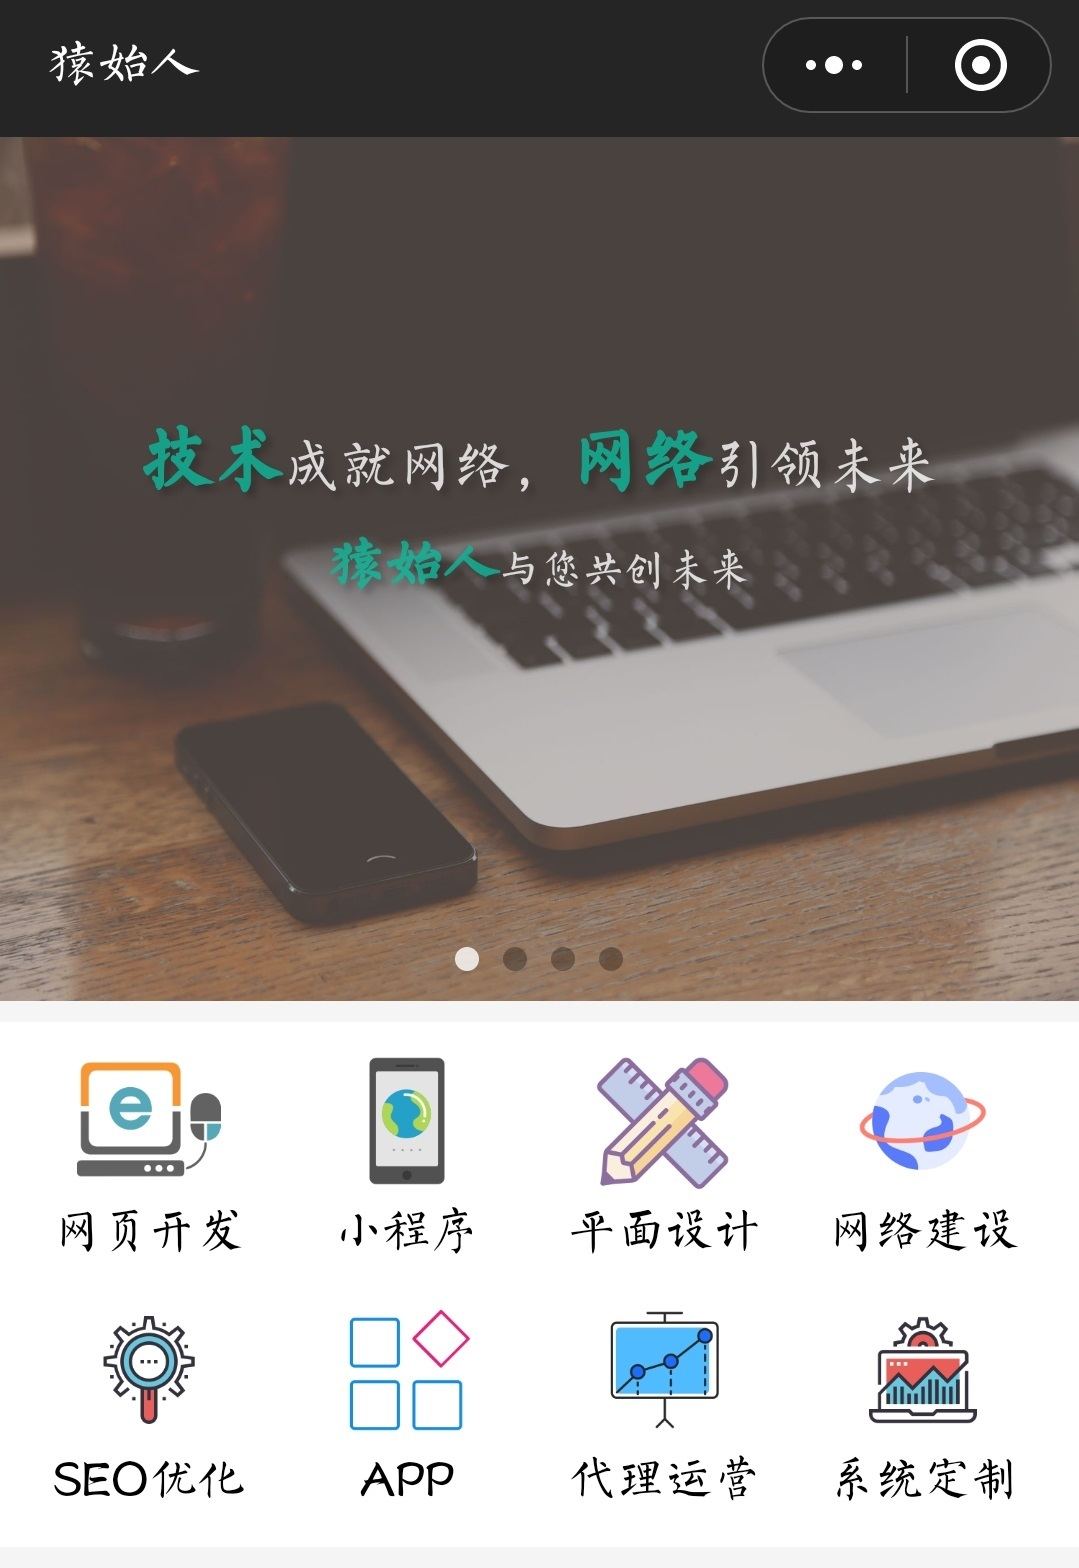 猿始人
技术成就网络，网络引领未来
猿始人与您共创未来
网页开发 小程序 平面设计 网络建设
SEO优化 APP 代理运营 系统定制